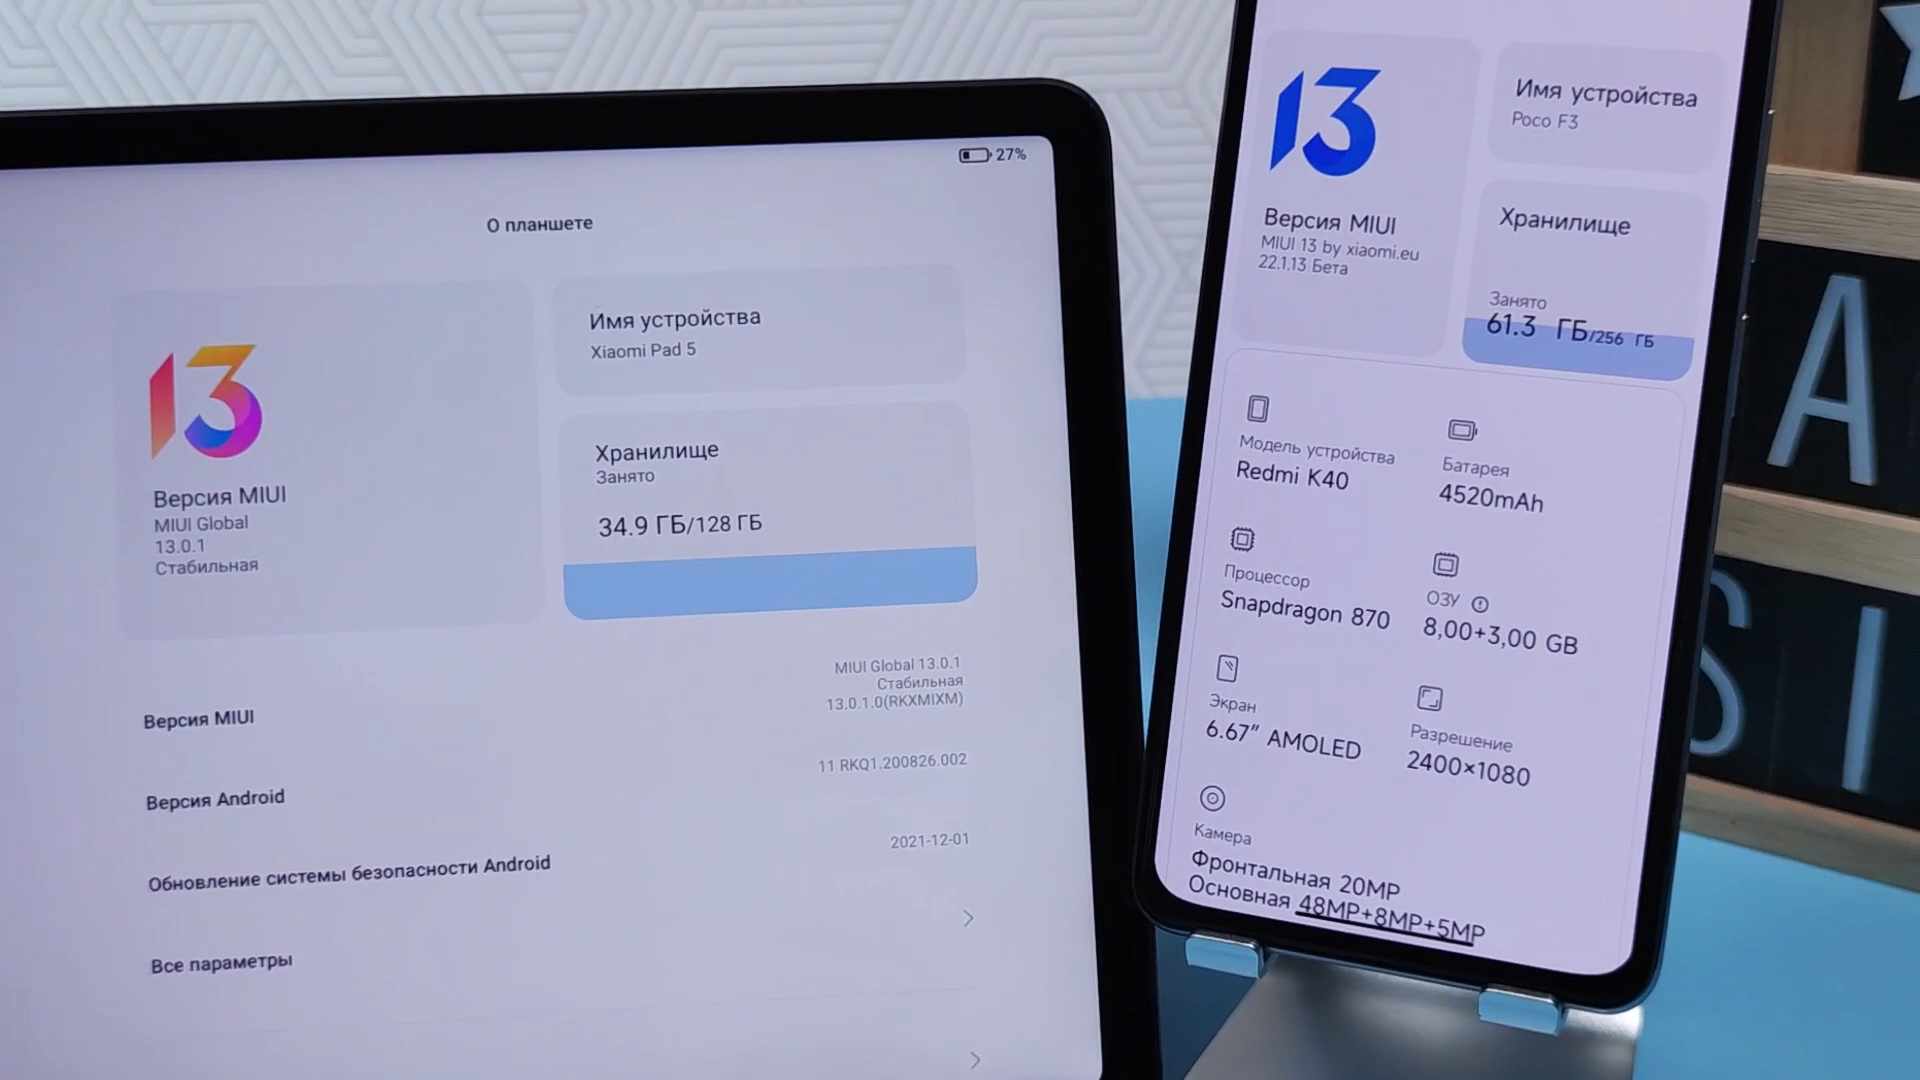 27%
О планшете
13
Версия MIUI
MIUI Global
13.0.1
Стабильная
Имя устройства
Xiaomi Pad 5
Хранилище
Занято
34.9 ГБ/128 ГБ
Версия MIUI
MIUI Global 13.0.1
Стабильная
13.0.1.0(RKXMIXM)
Версия Android
11 RKQ1.200826.002
Обновление системы безопасности Android
2021-12-01
Все параметры
13
Версия MIUI
MIUI 13 by xiaomi.eu
22.1.13 Бета
Имя устройства
Poco F3
Хранилище
Занято
61.3 ГБ/256 ГБ
Модель устройства
Redmi K40
Батарея
4520mAh
Процессор
Snapdragon 870
ОЗУ
8,00+3,00 GB
Экран
6.67” AMOLED
Разрешение
2400×1080
Камера
Фронтальная 20MP
Основная 48MP+8MP+5MP
A
SI